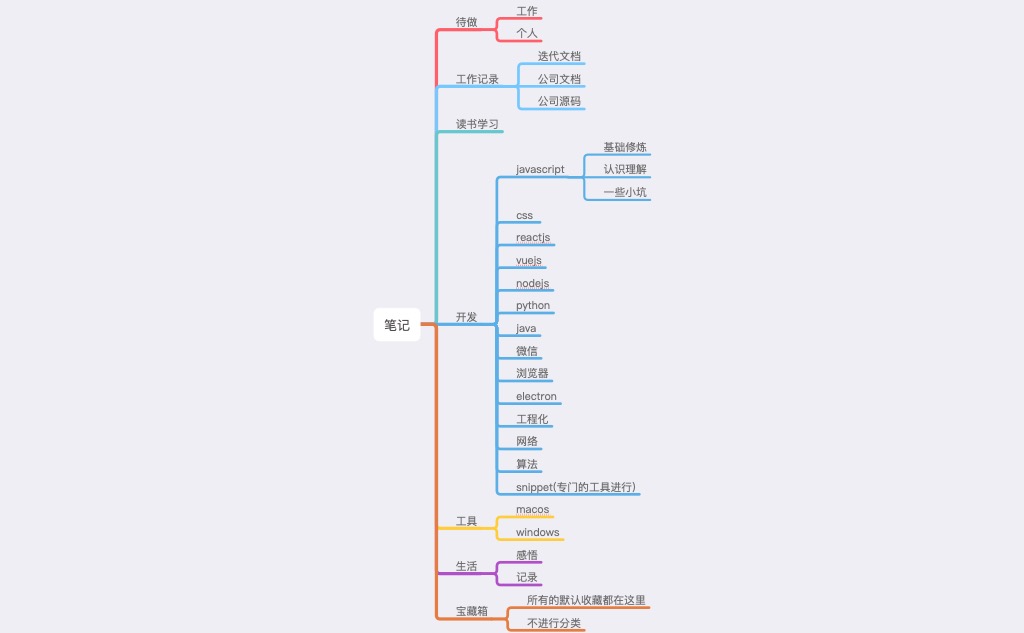 笔记
待做
工作
个人
工作记录
迭代文档
公司文档
公司源码
读书学习
开发
javascript
基础修炼
认识理解
一些小坑
css
reactjs
vuejs
nodejs
python
java
微信
浏览器
electron
工程化
网络
算法
snippet(专门的工具进行)
工具
macos
windows
生活
感悟
记录
宝藏箱
所有的默认收藏都在这里
不进行分类